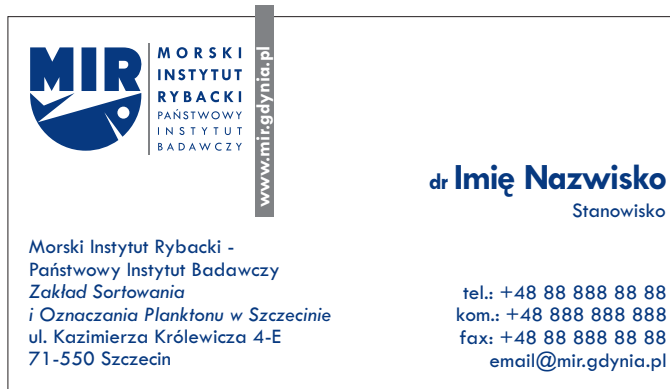 MIR
MORSKI
INSTYTUT
RYBACKI
PAŃSTWOWY
INSTYTUT
BADAWCZY
www.mir.gdynia.pl
dr Imię Nazwisko
Stanowisko
Morski Instytut Rybacki -
Państwowy Instytut Badawczy
Zakład Sortowania
i Oznaczania Planktonu w Szczecinie
ul. Kazimierza Królewicza 4-E
71-550 Szczecin
tel.: +48 88 888 88 88
kom.: +48 888 888 888
fax: +48 88 888 88 88
email@mir.gdynia.pl